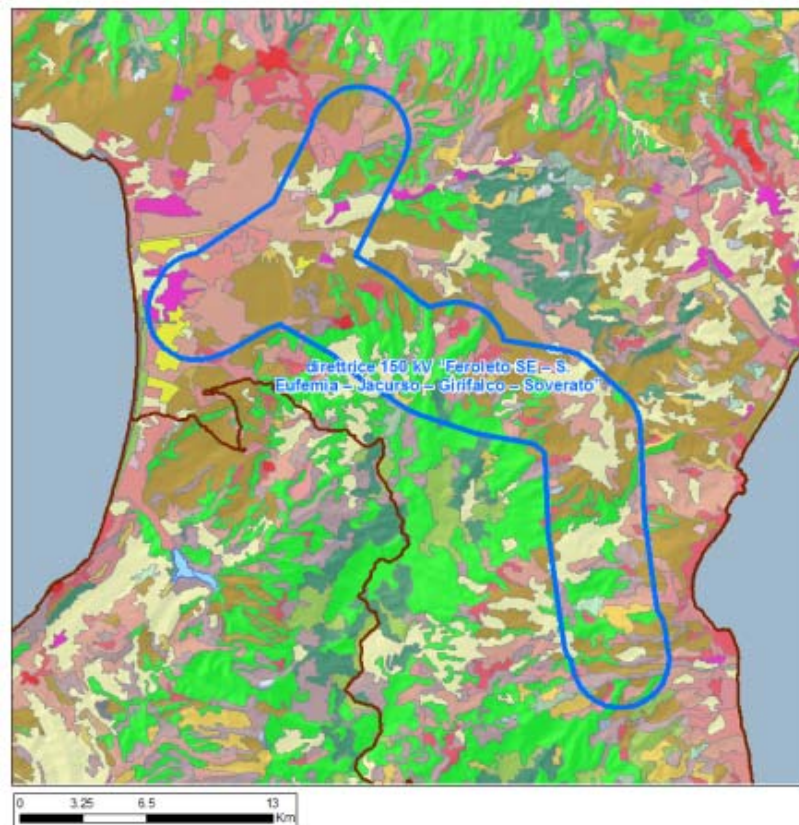 direttrice 150 kV "Feroleto SE – S.
Eufemia – Jacurso – Girifalco – Soverato"
0 3.25 6.5 13
Km